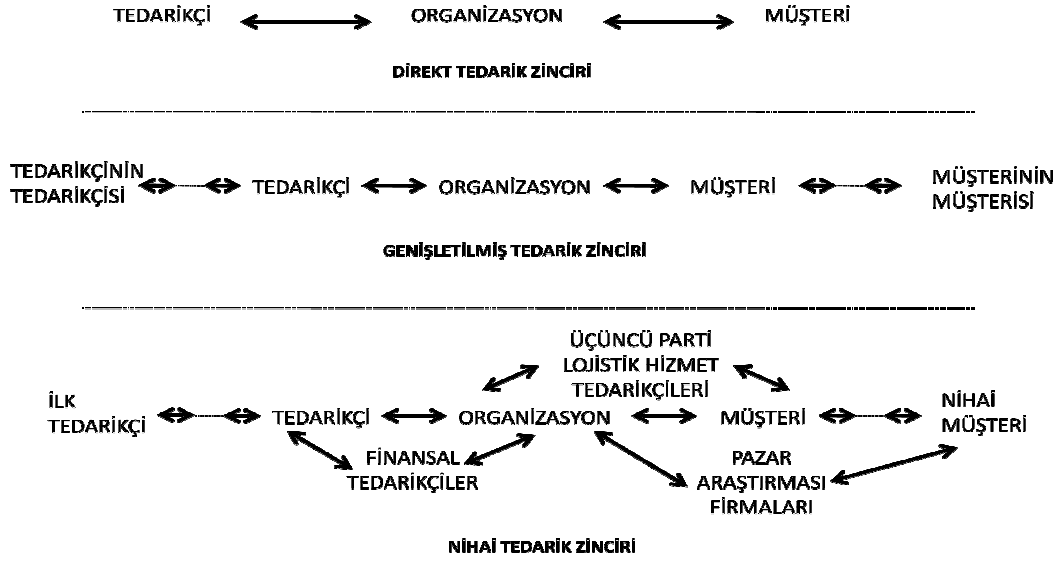 TEDARİKÇİ ORGANİZASYON MÜŞTERİ
DİREKT TEDARİK ZİNCİRİ
TEDARİKÇİNİN
TEDARİKÇİSİ
TEDARİKÇİ ORGANİZASYON MÜŞTERİ
MÜŞTERİNİN
MÜŞTERİSİ
GENİŞLETİLMİŞ TEDARİK ZİNCİRİ
ÜÇÜNCÜ PARTİ
LOJİSTİK HİZMET
TEDARİKÇİLERİ
İLK
TEDARİKÇİ
TEDARİKÇİ ORGANİZASYON MÜŞTERİ
NİHAİ
MÜŞTERİ
FİNANSAL
TEDARİKÇİLER
PAZAR
ARAŞTIRMASI
FİRMALARI
NİHAİ TEDARİK ZİNCİRİ